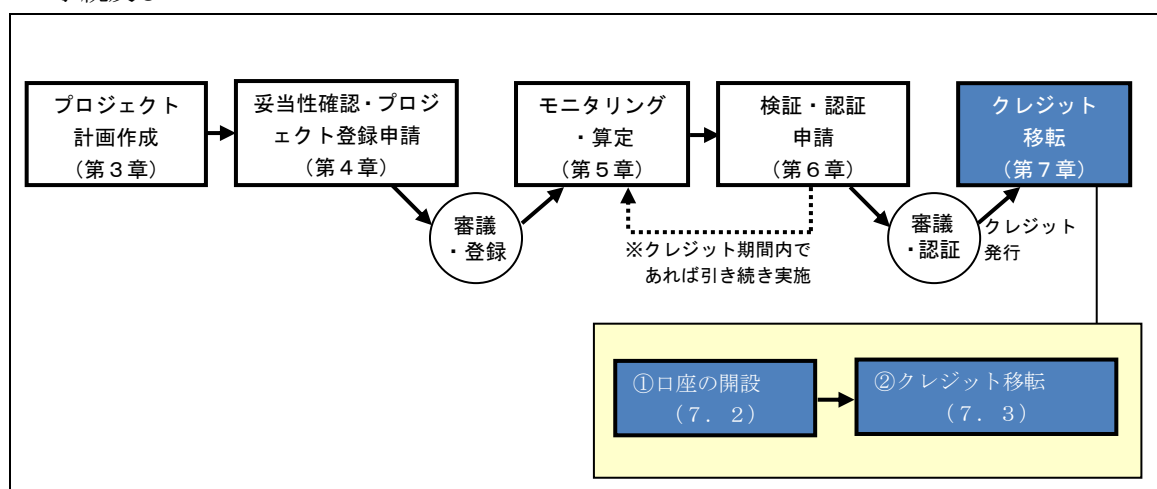 プロジェクト
計画作成
（第３章）
妥当性確認・プロジ
ェクト登録申請
（第４章）
審議
・登録
モニタリング
・算定
（第５章）
検証・認証
申請
（第６章）
※クレジット期間内で
あれば引き続き実施
審議
・認証
クレジット
発行
クレジット
移転
（第７章）
①口座の開設
（７．２）
②クレジット移転
（７．３）